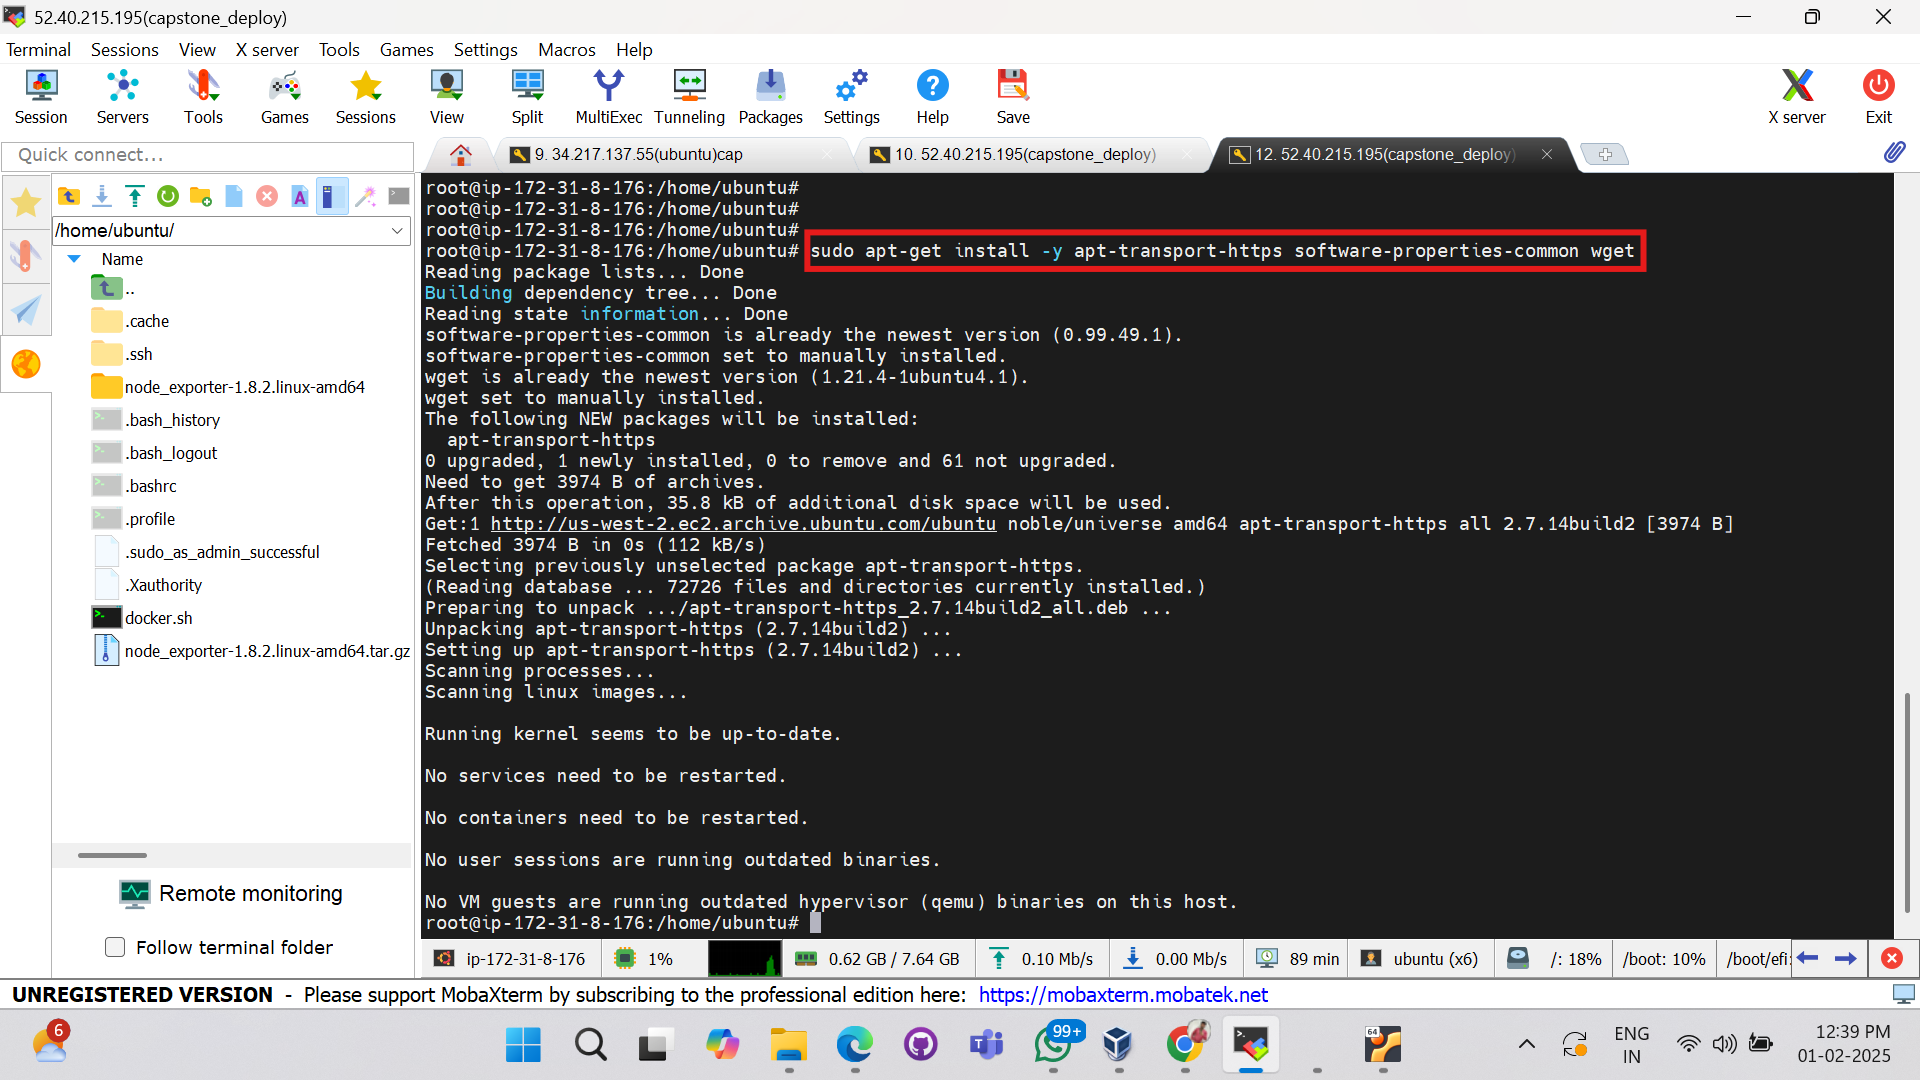 52.40.215.195(capstone_deploy)
Terminal Sessions View X server Tools Games Settings Macros Help
Session Servers Tools Games Sessions View Split MultiExec Tunneling Packages Settings Help Save X server Exit
Quick connect...
9. 34.217.137.55(ubuntu)cap
10. 52.40.215.195(capstone_deploy)
12. 52.40.215.195(capstone_deploy)
/home/ubuntu/
Name
..
.cache
.ssh
node_exporter-1.8.2.linux-amd64
.bash_history
.bash_logout
.bashrc
.profile
.sudo_as_admin_successful
.Xauthority
docker.sh
node_exporter-1.8.2.linux-amd64.tar.gz
Remote monitoring
Follow terminal folder
root@ip-172-31-8-176:/home/ubuntu#
root@ip-172-31-8-176:/home/ubuntu#
root@ip-172-31-8-176:/home/ubuntu#
root@ip-172-31-8-176:/home/ubuntu# sudo apt-get install -y apt-transport-https software-properties-common wget
Reading package lists... Done
Building dependency tree... Done
Reading state information... Done
software-properties-common is already the newest version (0.99.49.1).
software-properties-common set to manually installed.
wget is already the newest version (1.21.4-1ubuntu4.1).
wget set to manually installed.
The following NEW packages will be installed:
  apt-transport-https
0 upgraded, 1 newly installed, 0 to remove and 61 not upgraded.
Need to get 3974 B of archives.
After this operation, 35.8 kB of additional disk space will be used.
Get:1 http://us-west-2.ec2.archive.ubuntu.com/ubuntu noble/universe amd64 apt-transport-https all 2.7.14build2 [3974 B]
Fetched 3974 B in 0s (112 kB/s)
Selecting previously unselected package apt-transport-https.
(Reading database ... 72726 files and directories currently installed.)
Preparing to unpack .../apt-transport-https_2.7.14build2_all.deb ...
Unpacking apt-transport-https (2.7.14build2) ...
Setting up apt-transport-https (2.7.14build2) ...
Scanning processes...
Scanning linux images...
Running kernel seems to be up-to-date.
No services need to be restarted.
No containers need to be restarted.
No user sessions are running outdated binaries.
No VM guests are running outdated hypervisor (qemu) binaries on this host.
root@ip-172-31-8-176:/home/ubuntu#
ip-172-31-8-176 1% 0.62 GB / 7.64 GB 0.10 Mb/s 0.00 Mb/s 89 min ubuntu (x6) /: 18% /boot: 10% /boot/efi:
UNREGISTERED VERSION - Please support MobaXterm by subscribing to the professional edition here: https://mobaxterm.mobatek.net
6
99+
64
ENG
IN
12:39 PM
01-02-2025